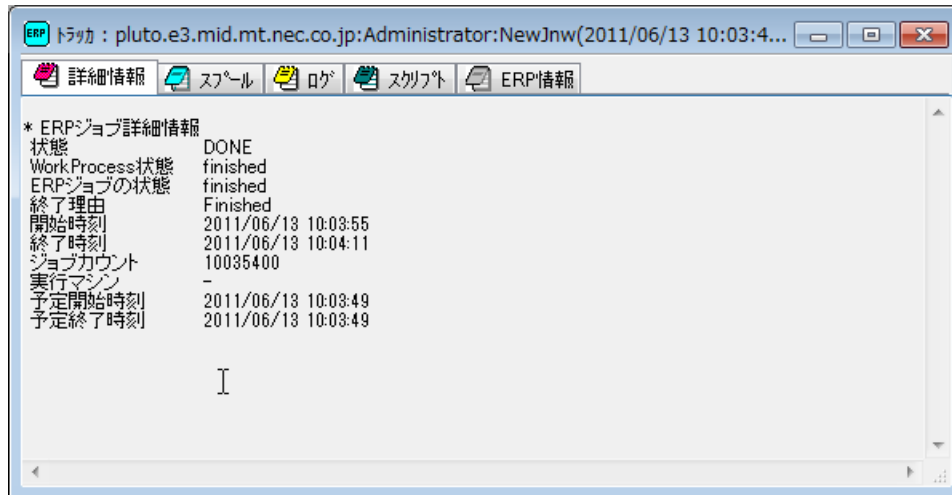 ERP ﾄﾗｯｶ : pluto.e3.mid.mt.nec.co.jp:Administrator:NewJnw(2011/06/13 10:03:4...
詳細情報 ｽﾌﾟｰﾙ ﾛｸﾞ ｽｸﾘﾌﾟﾄ ERP情報
* ERPジョブ詳細情報
状態 DONE
WorkProcess状態 finished
ERPジョブの状態 finished
終了理由 Finished
開始時刻 2011/06/13 10:03:55
終了時刻 2011/06/13 10:04:11
ジョブカウント 10035400
実行マシン -
予定開始時刻 2011/06/13 10:03:49
予定終了時刻 2011/06/13 10:03:49